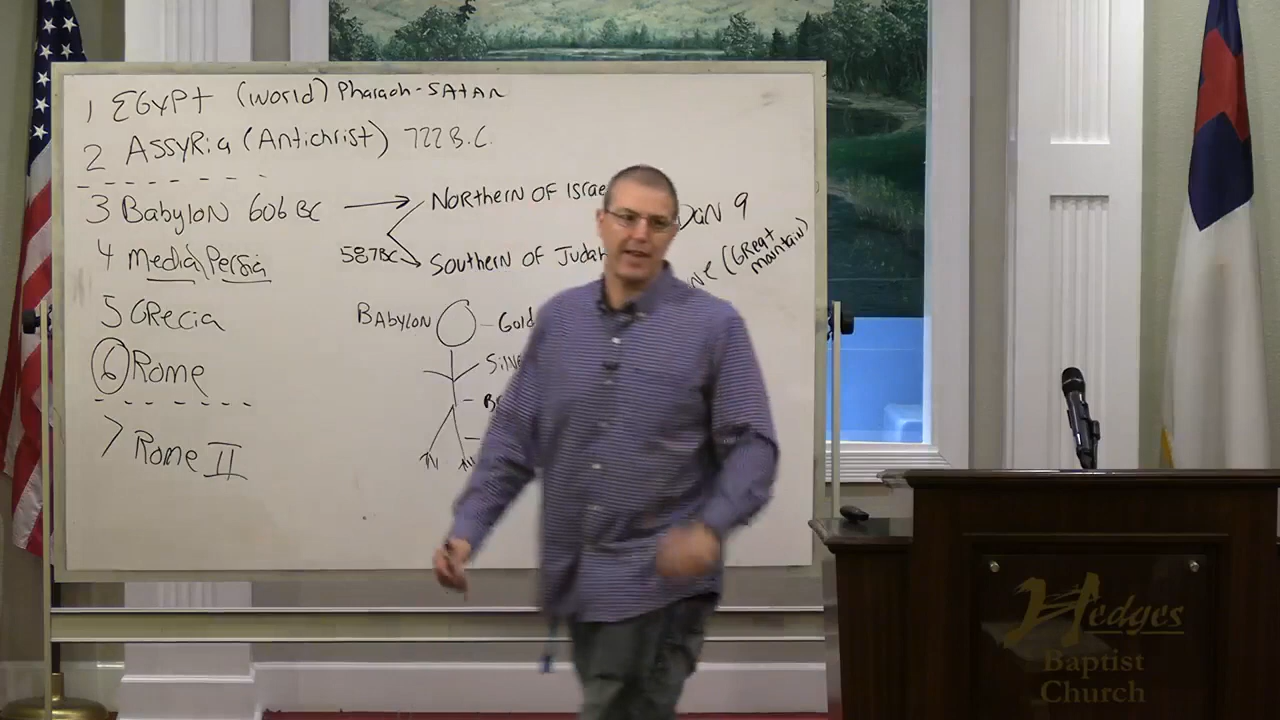 1 EGYPt (World) Pharaoh-SATAN
2 ASSYRia (Antichrist) 722 B.C.
3 Babylon 606 BC
Northern OF Israe
Dan 9
4 Media/Persia
587BC
Southern OF Judah
(Great
maintain)
5 Grecia
BABYLON
-Gold
6 Rome
Silve
7 Rome II
Hedges
Baptist
Church